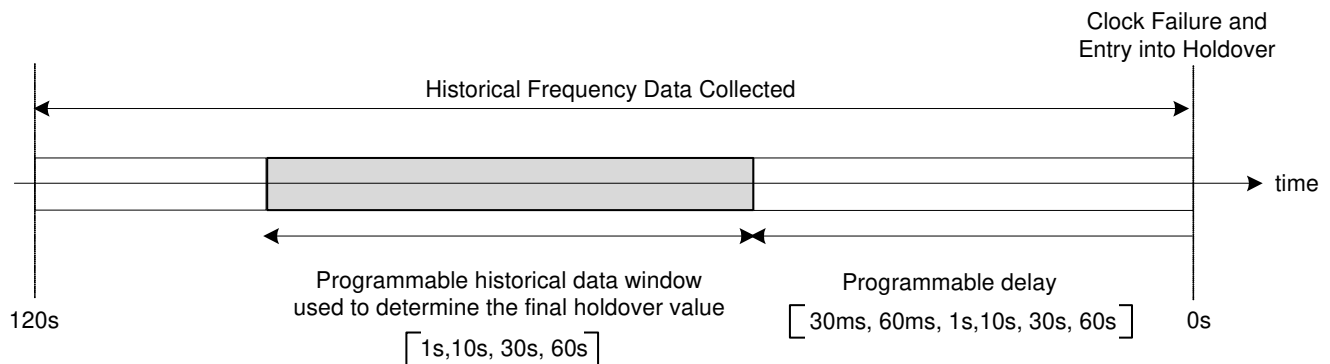 Clock Failure and
Entry into Holdover
Historical Frequency Data Collected
time
Programmable historical data window
used to determine the final holdover value
[ 1s,10s, 30s, 60s ]
Programmable delay
[ 30ms, 60ms, 1s,10s, 30s, 60s ]
120s
0s